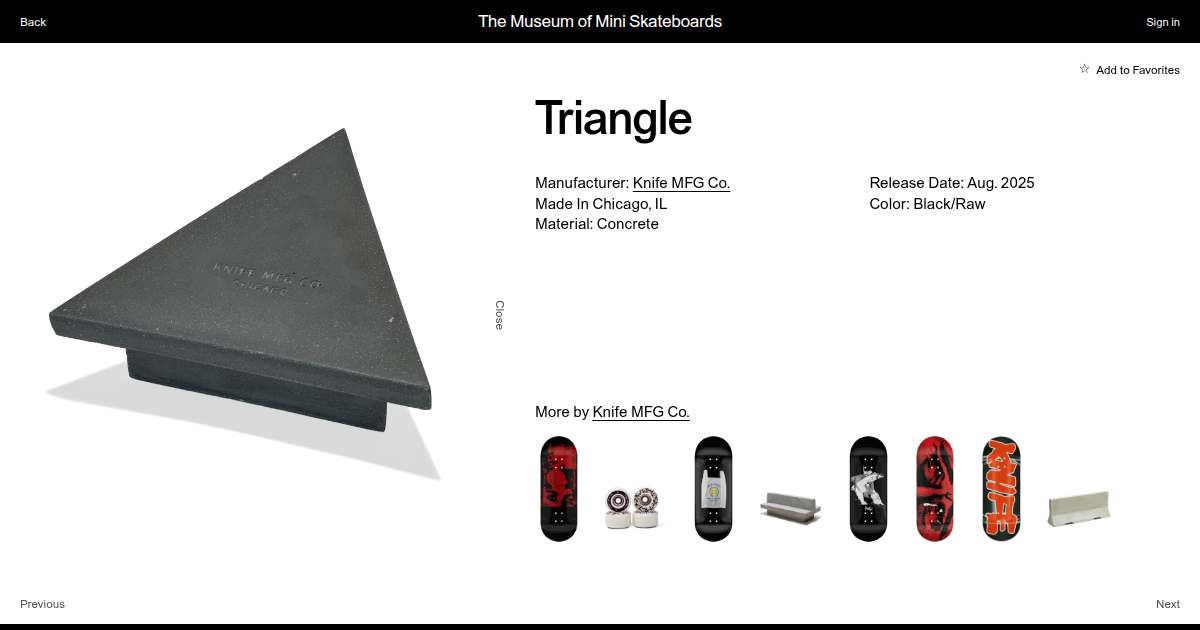 Back
The Museum of Mini Skateboards
Sign in
☆ Add to Favorites
Triangle
Manufacturer: Knife MFG Co.
Made In Chicago, IL
Material: Concrete
Release Date: Aug. 2025
Color: Black/Raw
KNIFE MFG CO
CHICAGO
Close
More by Knife MFG Co.
KNIFE
Previous
Next